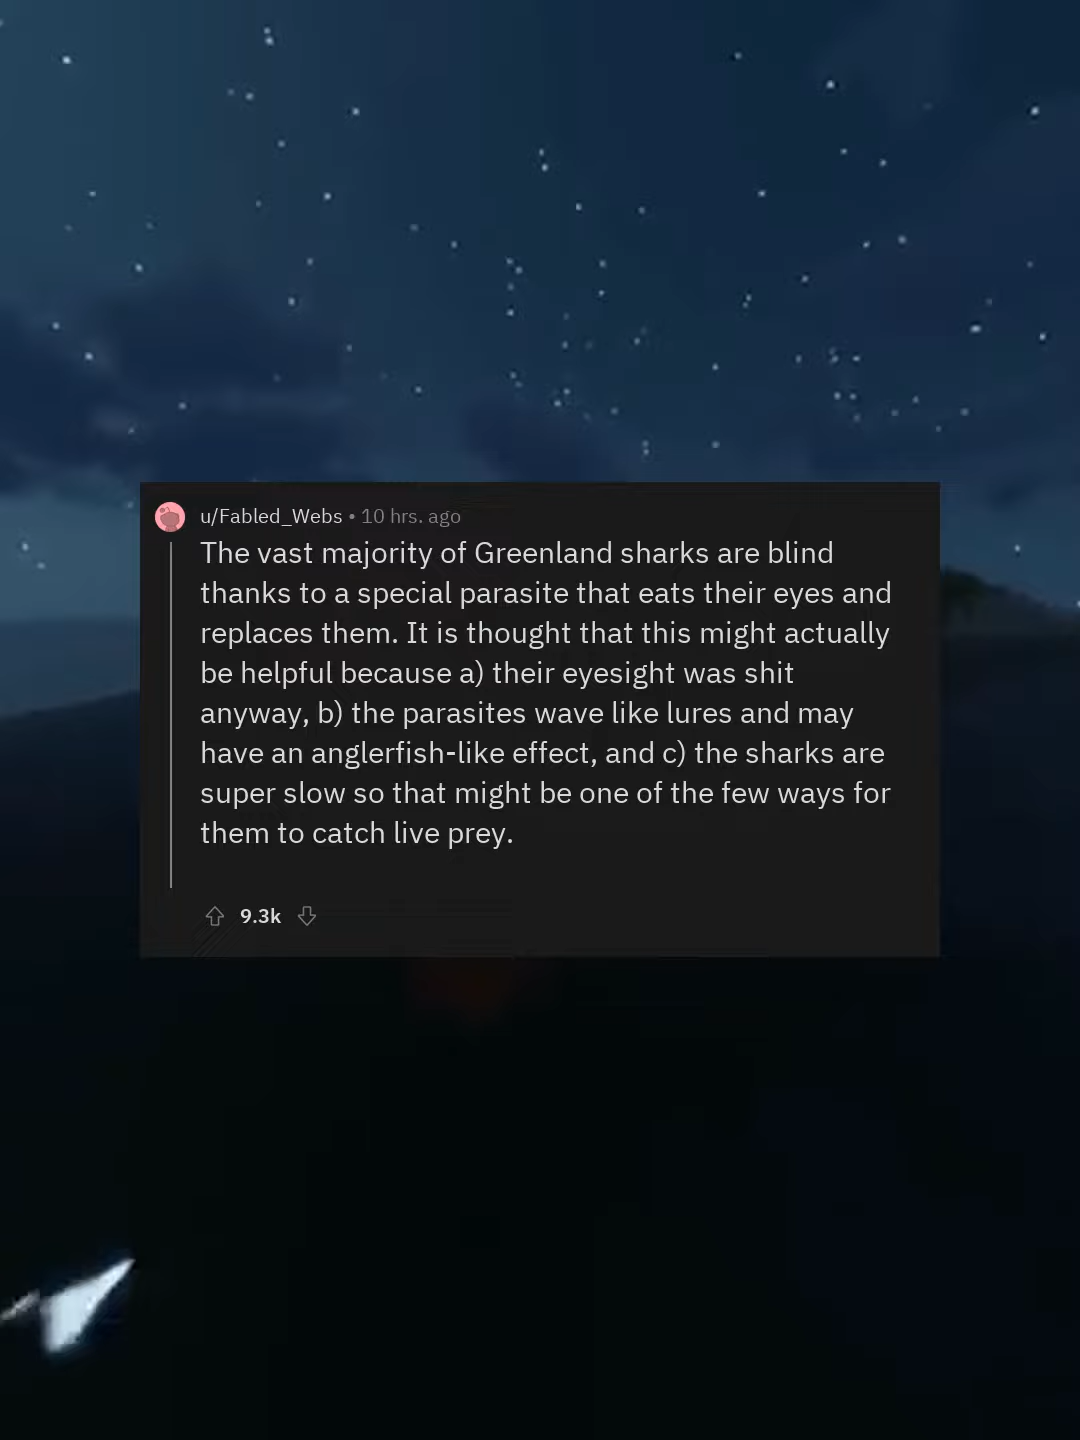 u/Fabled_Webs • 10 hrs. ago
The vast majority of Greenland sharks are blind
thanks to a special parasite that eats their eyes and
replaces them. It is thought that this might actually
be helpful because a) their eyesight was shit
anyway, b) the parasites wave like lures and may
have an anglerfish-like effect, and c) the sharks are
super slow so that might be one of the few ways for
them to catch live prey.
9.3k